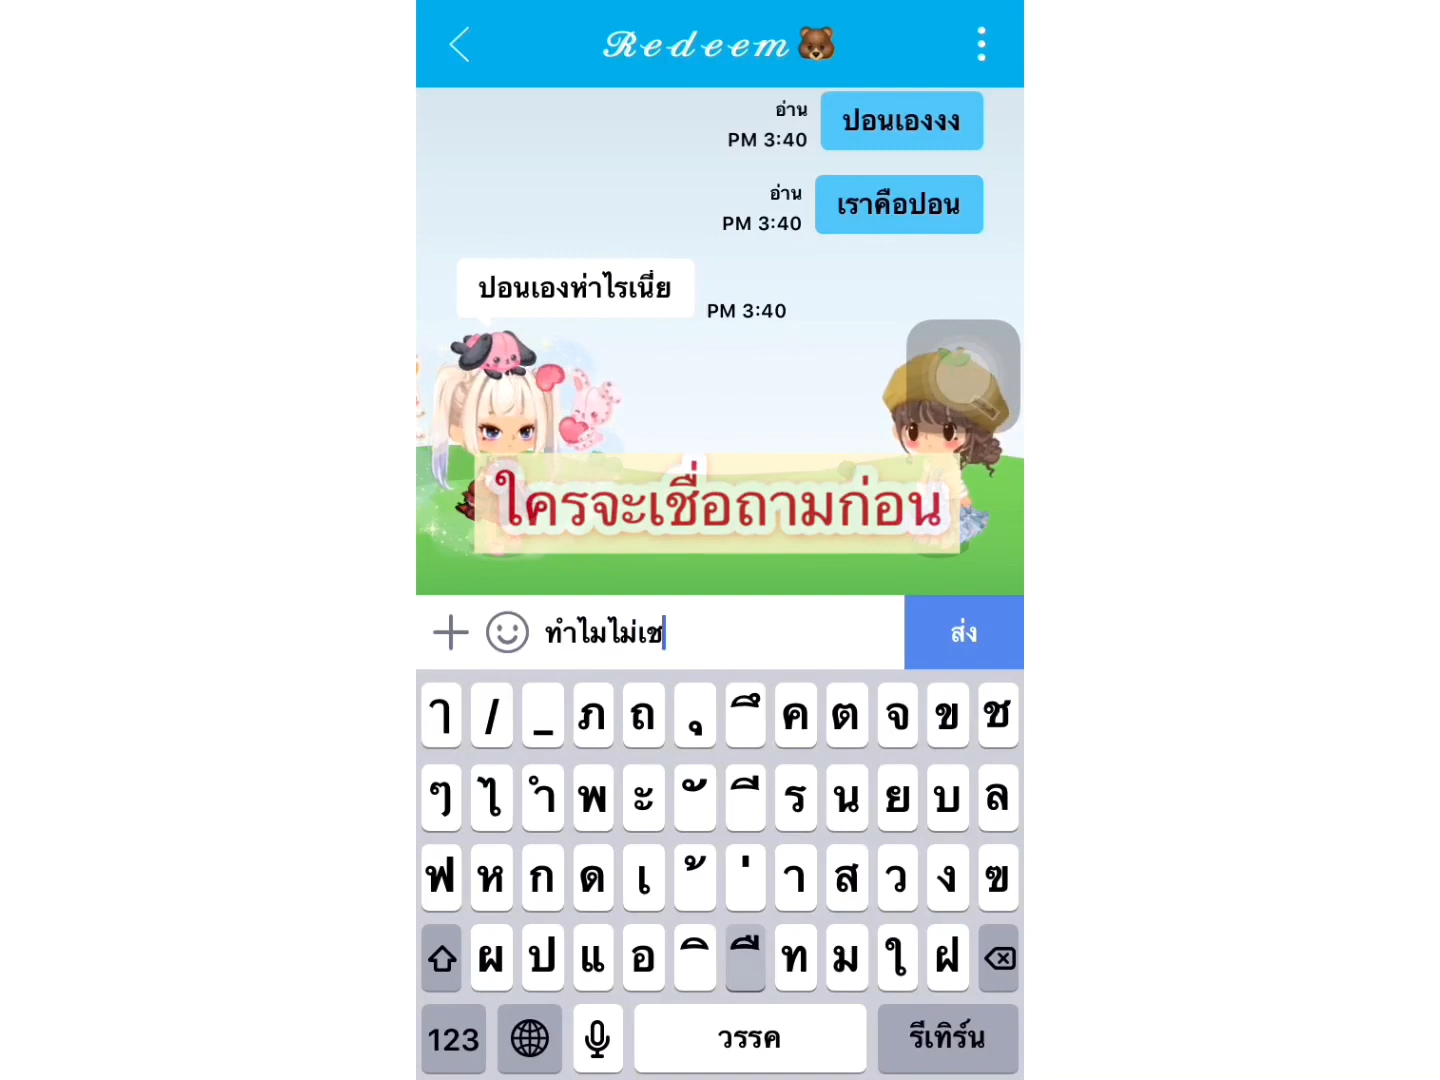 Redeem🐻
อ่าน
PM 3:40
ปอนเองงง
อ่าน
PM 3:40
เราคือปอน
ปอนเองห่าไรเนี่ย
PM 3:40
ใครจะเชื่อถามก่อน
ทำไมไม่เช
ส่ง
ๅ / _ ภ ถ ุ ึ ค ต จ ข ช
ๆ ไ ำ พ ะ ั ี ร น ย บ ล
ฟ ห ก ด เ ้ ่ า ส ว ง ฃ
ผ ป แ อ ิ ื ท ม ใ ฝ
123
วรรค
รีเทิร์น